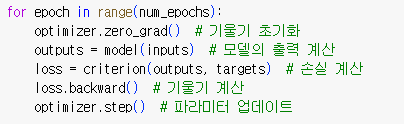 for epoch in range(num_epochs):
    optimizer.zero_grad()  # 기울기 초기화
    outputs = model(inputs)  # 모델의 출력 계산
    loss = criterion(outputs, targets)  # 손실 계산
    loss.backward()  # 기울기 계산
    optimizer.step()  # 파라미터 업데이트